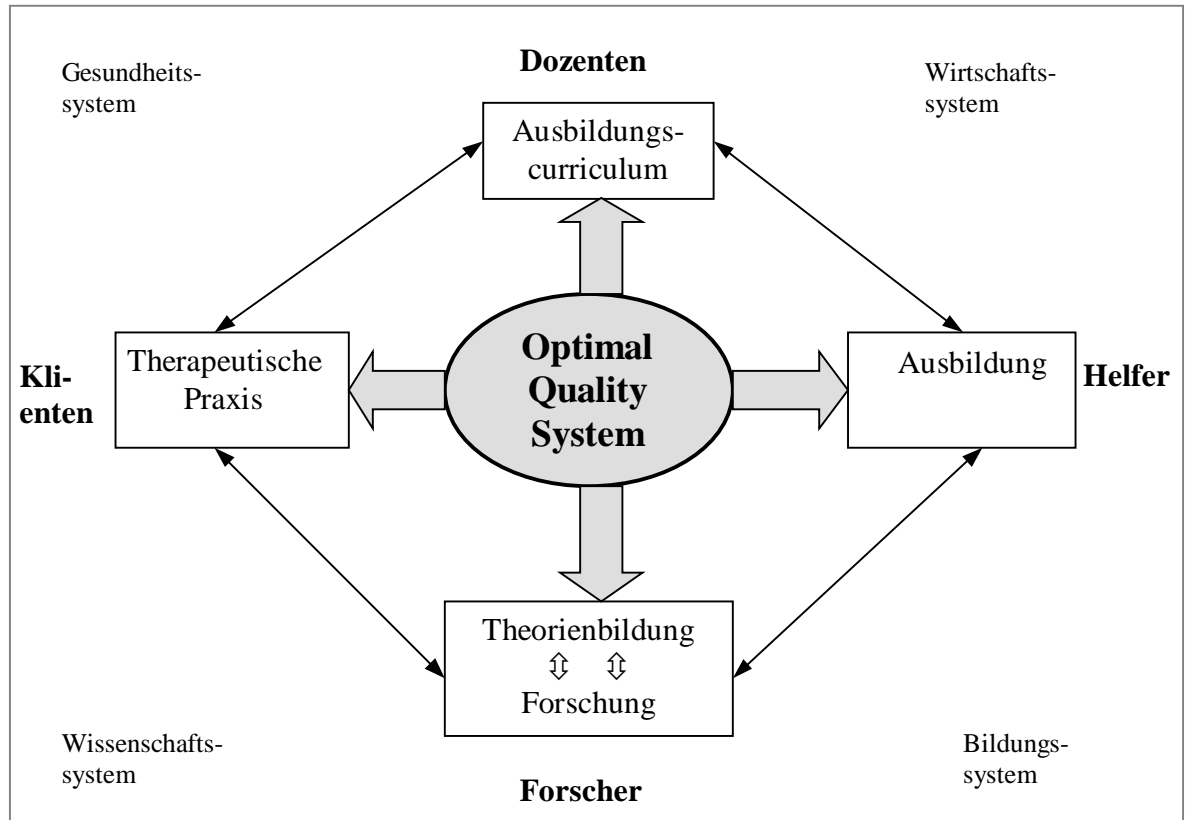 Gesundheits-
system
Dozenten
Wirtschafts-
system
Ausbildungs-
curriculum
Kli-
enten
Therapeutische
Praxis
Optimal
Quality
System
Ausbildung
Helfer
Theorienbildung
Forschung
Wissenschafts-
system
Forscher
Bildungs-
system